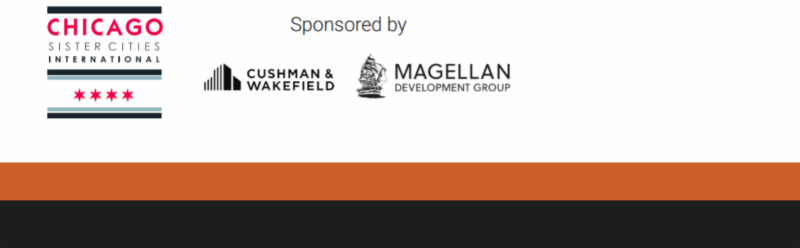 CHICAGO
SISTER CITIES
INTERNATIONAL
Sponsored by
CUSHMAN &
WAKEFIELD
MAGELLAN
DEVELOPMENT GROUP